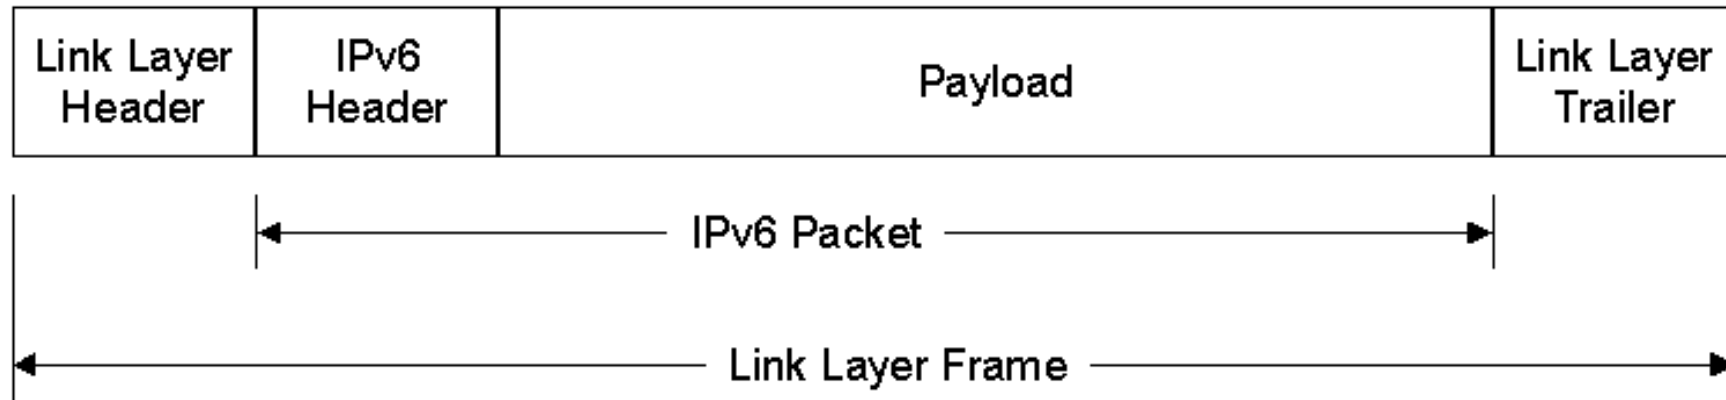 Link Layer
Header
IPv6
Header
Payload
Link Layer
Trailer
IPv6 Packet
Link Layer Frame